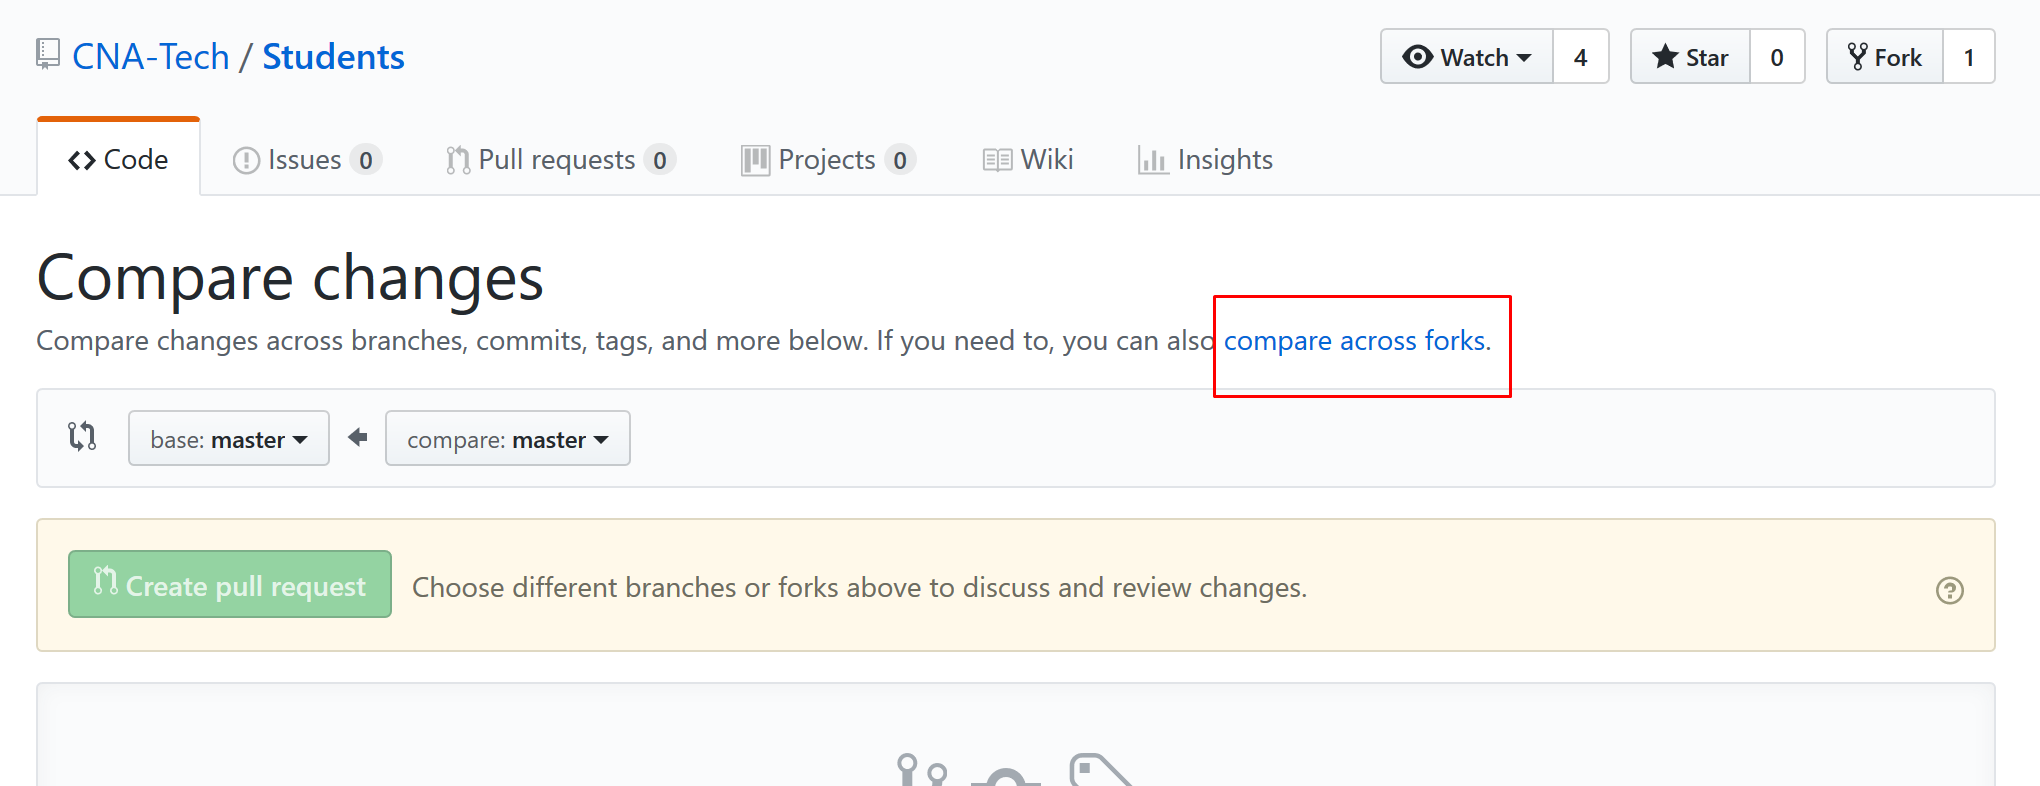 CNA-Tech / Students
Watch 4 Star 0 Fork 1
Code Issues 0 Pull requests 0 Projects 0 Wiki Insights
Compare changes
Compare changes across branches, commits, tags, and more below. If you need to, you can also compare across forks.
base: master compare: master
Create pull request Choose different branches or forks above to discuss and review changes.